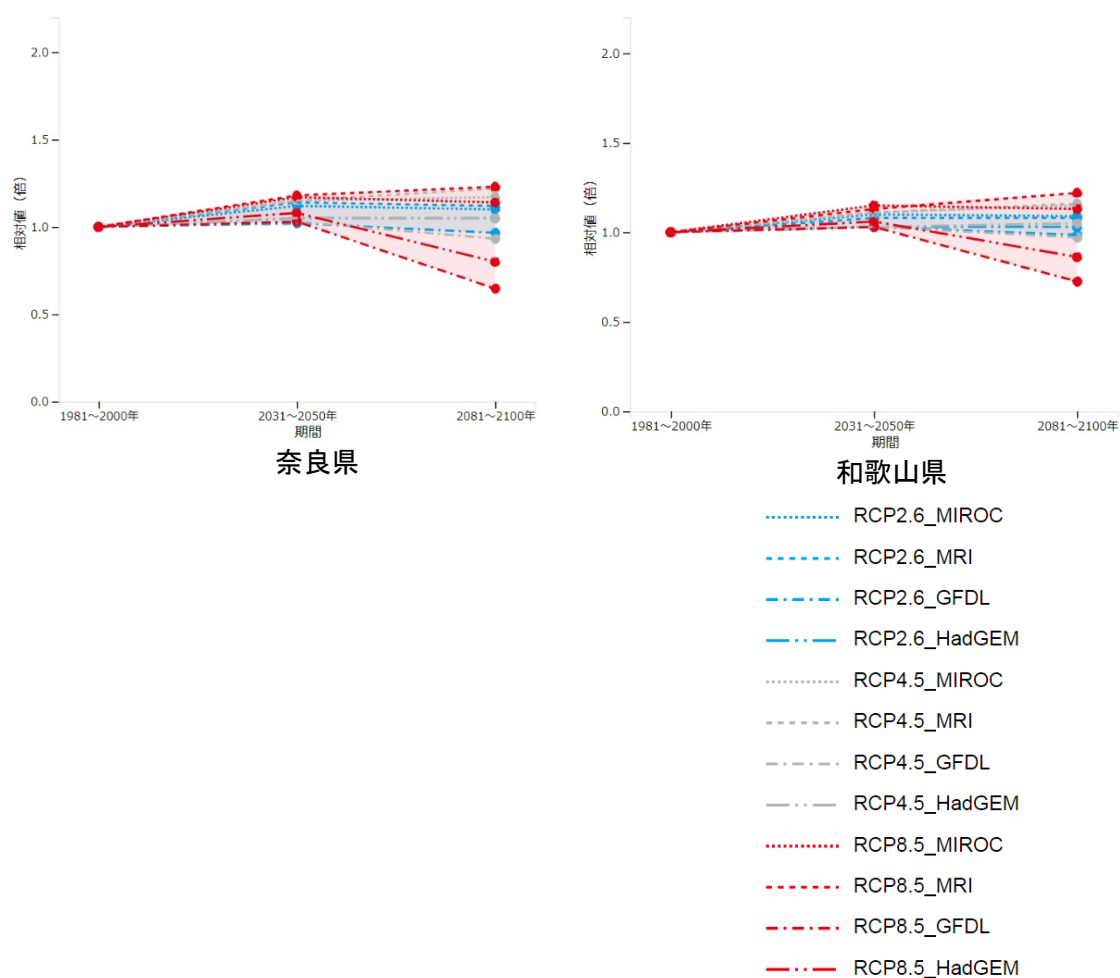 2.0
1.5
1.0
0.5
0.0
相対値（倍）
1981～2000年
2031～2050年
2081～2100年
期間
奈良県
2.0
1.5
1.0
0.5
0.0
相対値（倍）
1981～2000年
2031～2050年
2081～2100年
期間
和歌山県
RCP2.6_MIROC
RCP2.6_MRI
RCP2.6_GFDL
RCP2.6_HadGEM
RCP4.5_MIROC
RCP4.5_MRI
RCP4.5_GFDL
RCP4.5_HadGEM
RCP8.5_MIROC
RCP8.5_MRI
RCP8.5_GFDL
RCP8.5_HadGEM